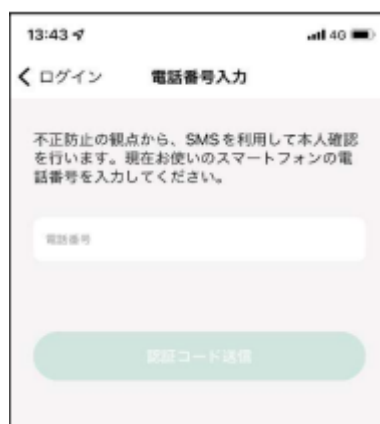 13:43
4G
ログイン
電話番号入力
不正防止の観点から、SMSを利用して本人確認
を行います。現在お使いのスマートフォンの電
話番号を入力してください。
電話番号
認証コード送信